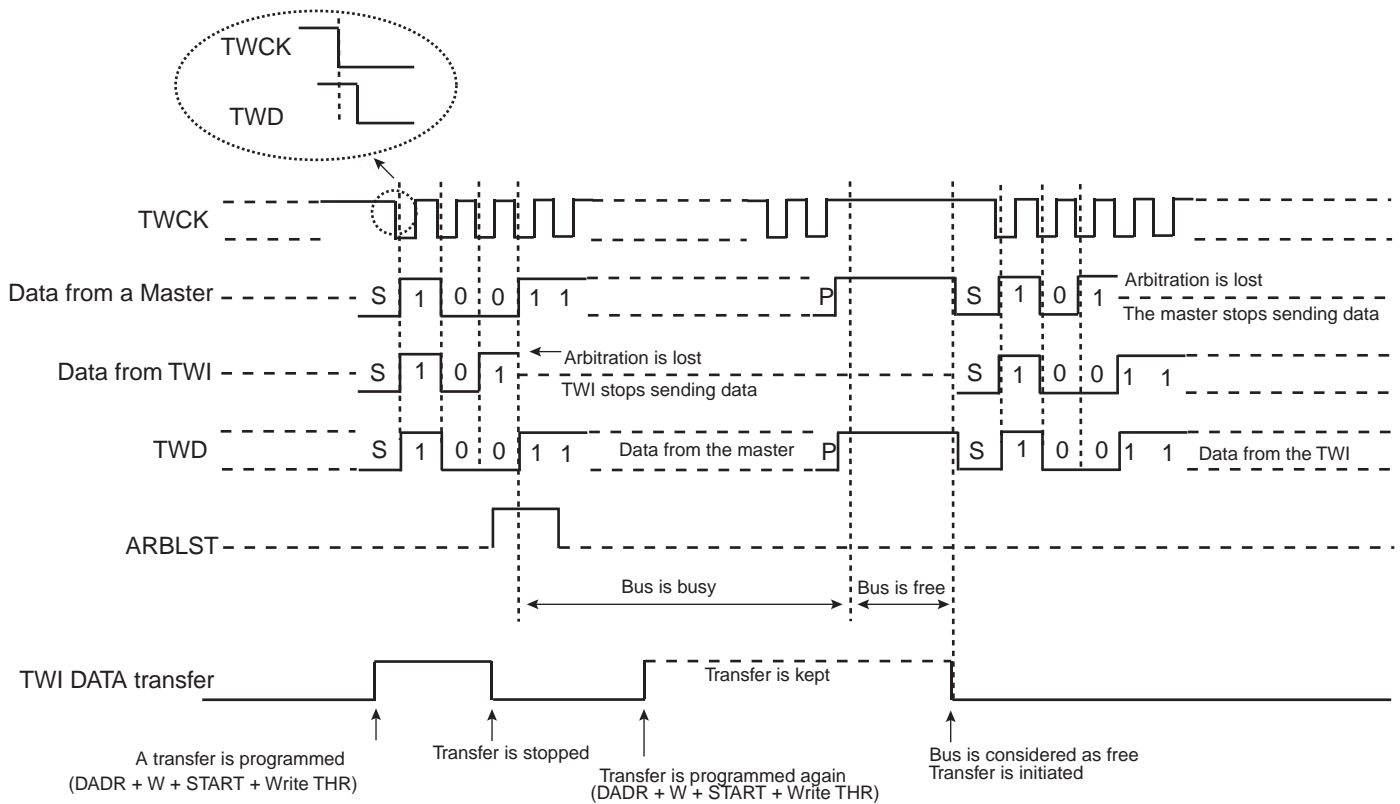 TWCK
TWD
TWCK
Data from a Master
S 1 0 0 1 1
P
S 1 0 1
Arbitration is lost
The master stops sending data
Data from TWI
S 1 0 1
Arbitration is lost
TWI stops sending data
S 1 0 0 1 1
TWD
S 1 0 0 1 1
Data from the master
P
S 1 0 0 1 1
Data from the TWI
ARBLST
Bus is busy
Bus is free
TWI DATA transfer
Transfer is kept
A transfer is programmed
(DADR + W + START + Write THR)
Transfer is stopped
Transfer is programmed again
(DADR + W + START + Write THR)
Bus is considered as free
Transfer is initiated